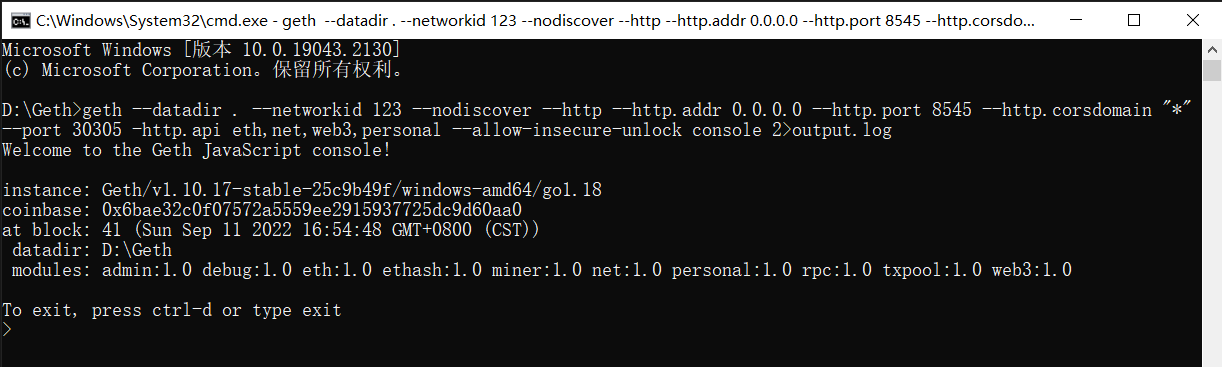 C:\Windows\System32\cmd.exe - geth  --datadir . --networkid 123 --nodiscover --http --http.addr 0.0.0.0 --http.port 8545 --http.corsdo...
Microsoft Windows [版本 10.0.19043.2130]
(c) Microsoft Corporation。保留所有权利。
D:\Geth>geth --datadir . --networkid 123 --nodiscover --http --http.addr 0.0.0.0 --http.port 8545 --http.corsdomain "*"
--port 30305 -http.api eth,net,web3,personal --allow-insecure-unlock console 2>output.log
Welcome to the Geth JavaScript console!
instance: Geth/v1.10.17-stable-25c9b49f/windows-amd64/go1.18
coinbase: 0x6bae32c0f07572a5559ee2915937725dc9d60aa0
at block: 41 (Sun Sep 11 2022 16:54:48 GMT+0800 (CST))
 datadir: D:\Geth
 modules: admin:1.0 debug:1.0 eth:1.0 ethash:1.0 miner:1.0 net:1.0 personal:1.0 rpc:1.0 txpool:1.0 web3:1.0
To exit, press ctrl-d or type exit
>